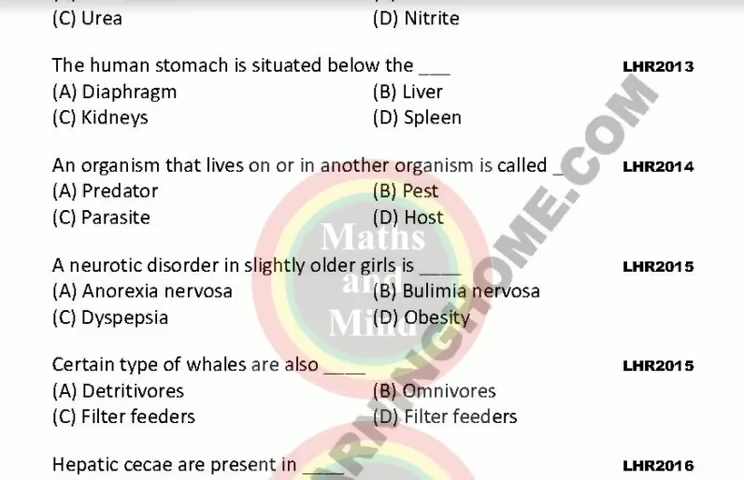 (C) Urea (D) Nitrite
The human stomach is situated below the ___ LHR2013
(A) Diaphragm (B) Liver
(C) Kidneys (D) Spleen
An organism that lives on or in another organism is called _ LHR2014
(A) Predator (B) Pest
(C) Parasite (D) Host
A neurotic disorder in slightly older girls is ____ LHR2015
(A) Anorexia nervosa (B) Bulimia nervosa
(C) Dyspepsia (D) Obesity
Certain type of whales are also ____ LHR2015
(A) Detritivores (B) Omnivores
(C) Filter feeders (D) Filter feeders
Hepatic cecae are present in ____ LHR2016
Maths
and
Mind
ARNINGHOME.COM